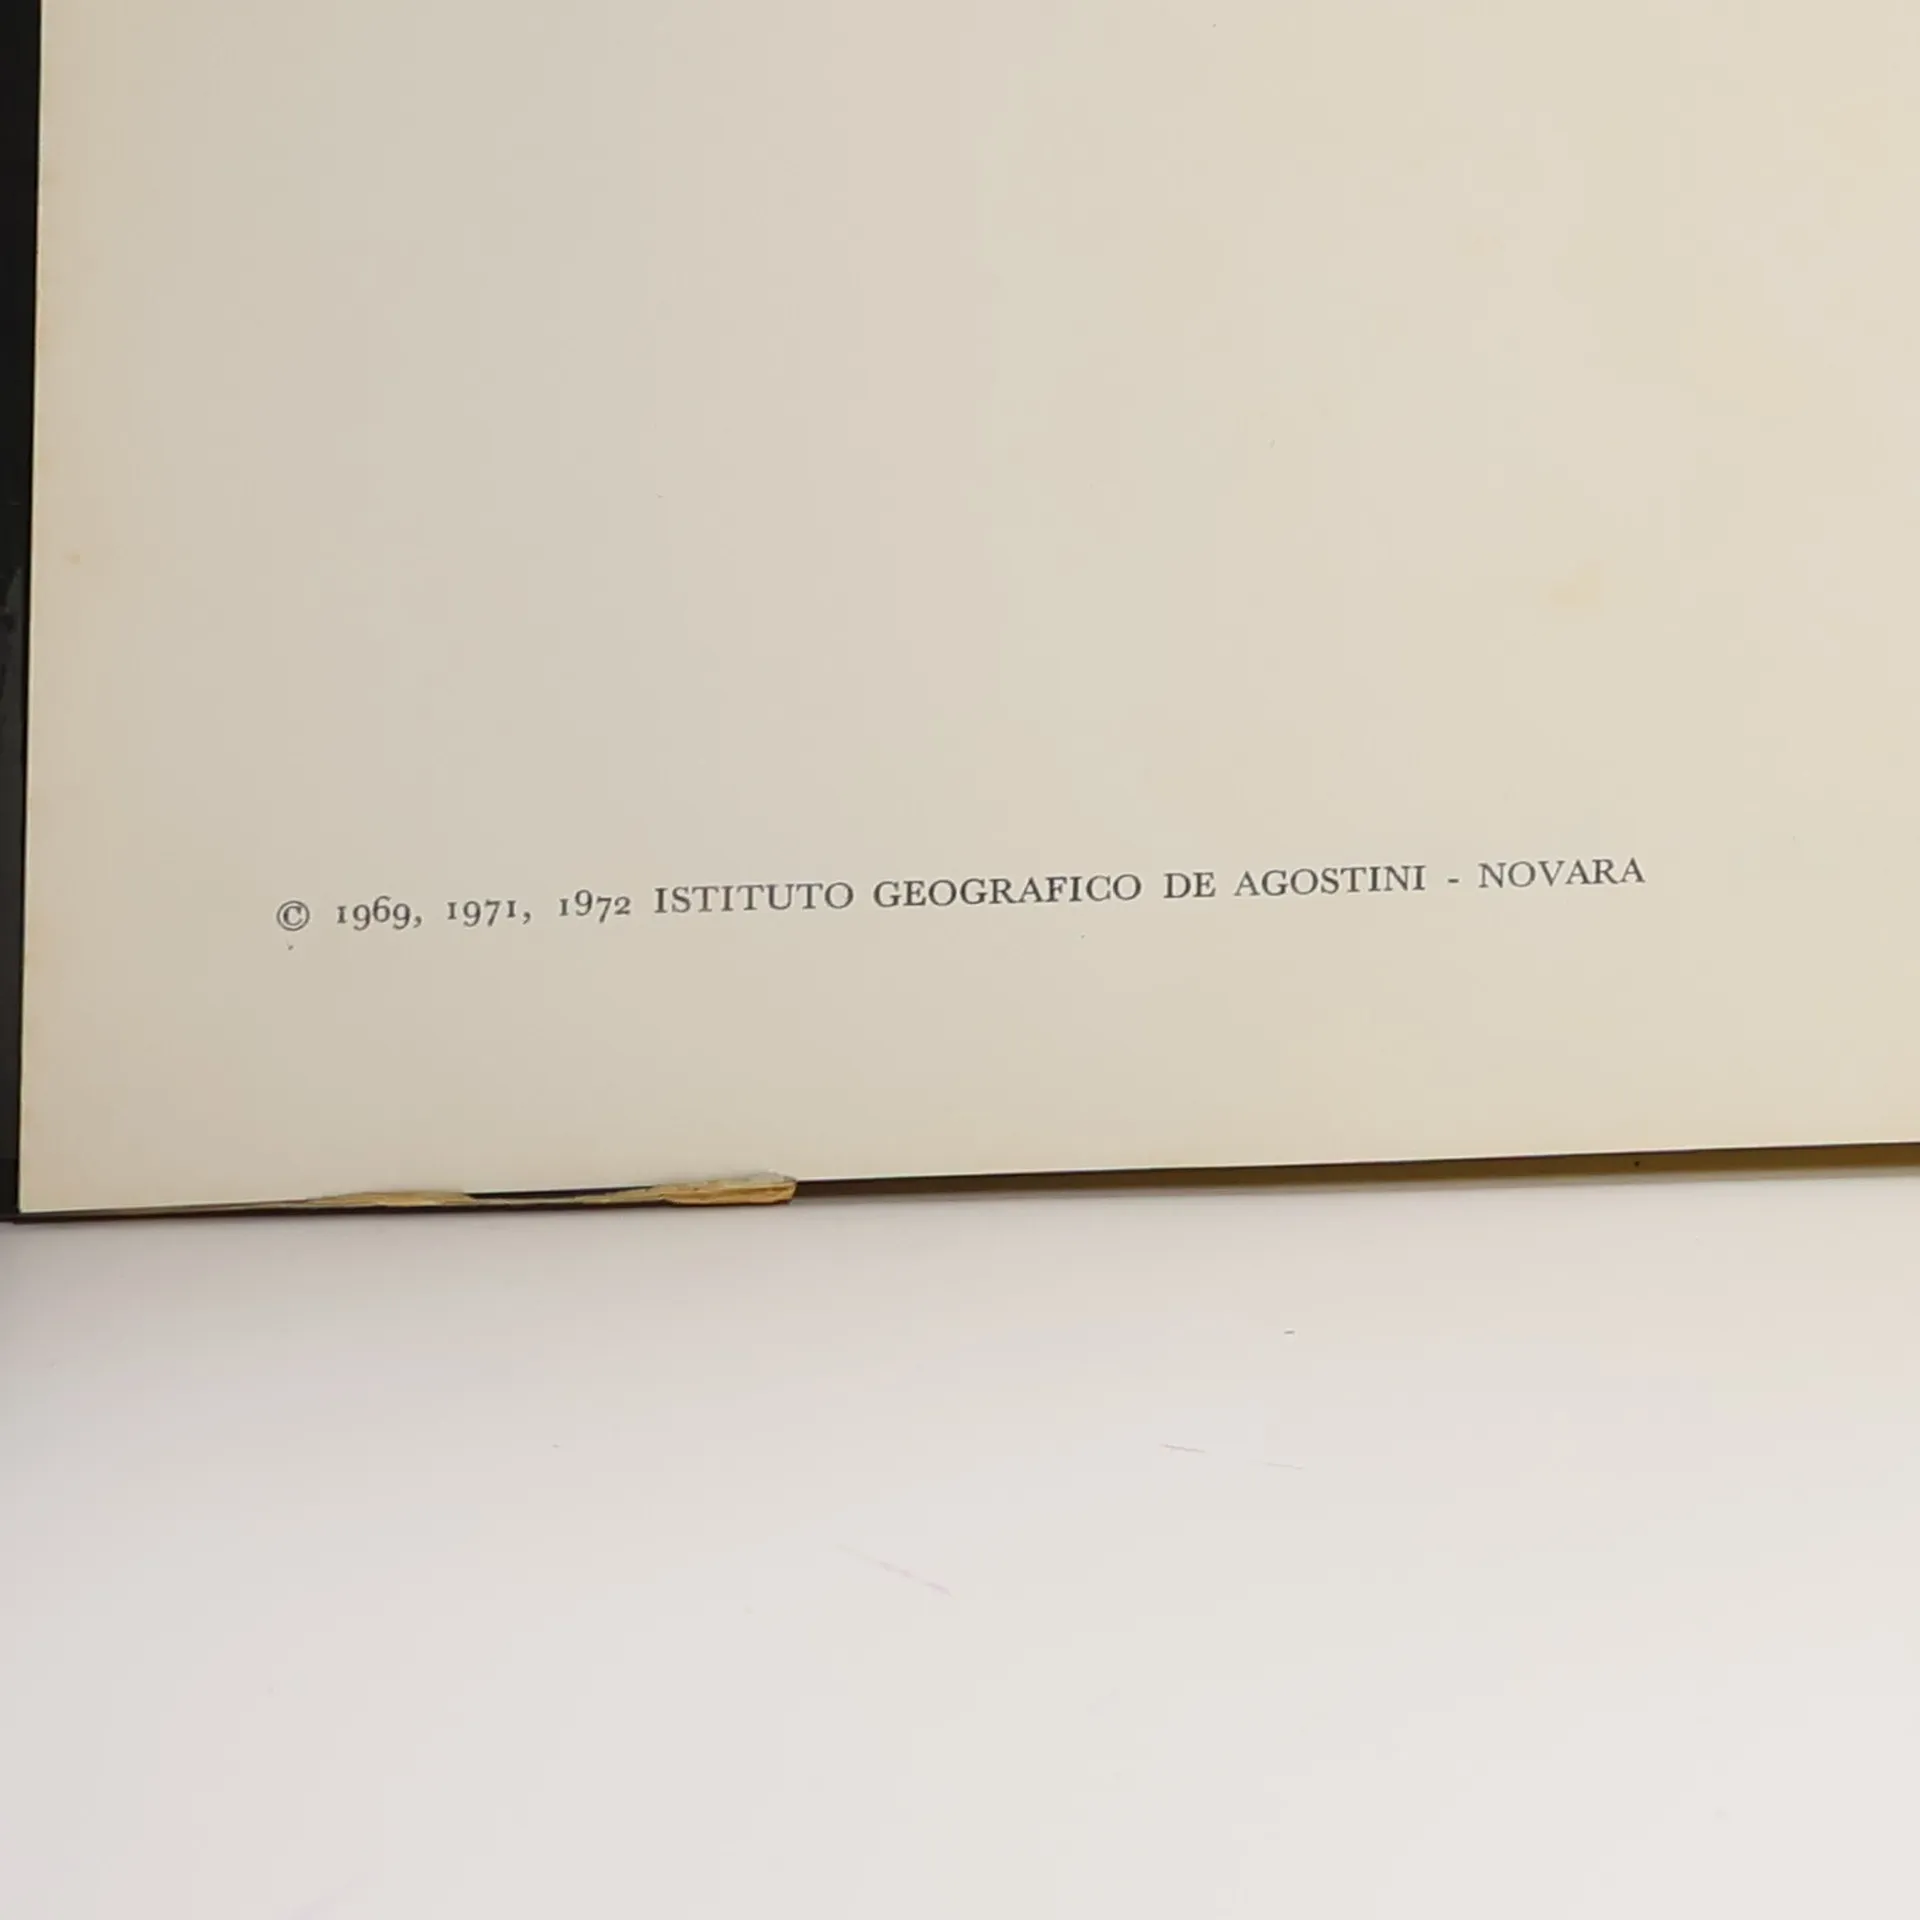 © 1969, 1971, 1972 ISTITUTO GEOGRAFICO DE AGOSTINI - NOVARA